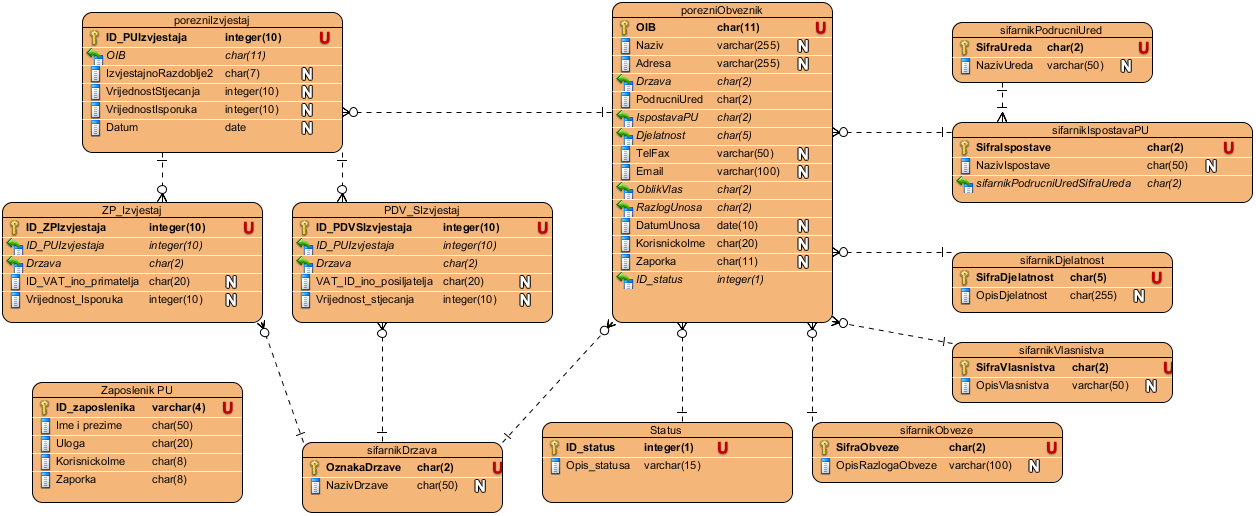 porezniIzvjestaj
ID_PUIzvjestaja integer(10) U
OIB char(11)
IzvjestajnoRazdoblje2 char(7) N
VrijednostStjecanja integer(10) N
VrijednostIsporuka integer(10) N
Datum date N
porezniObveznik
OIB char(11) U
Naziv varchar(255) N
Adresa varchar(255) N
Drzava char(2)
PodrucniUred char(2)
IspostavaPU char(2)
Djelatnost char(5)
TelFax varchar(50) N
Email varchar(100) N
OblikVlas char(2)
RazlogUnosa char(2)
DatumUnosa date(10) N
KorisnickoIme char(20) N
Zaporka char(11) N
ID_status integer(1)
sifarnikPodrucniUred
SifraUreda char(2) U
NazivUreda varchar(50) N
sifarnikIspostavaPU
SifraIspostave char(2) U
NazivIspostave char(50) N
sifarnikPodrucniUredSifraUreda char(2)
ZP_Izvjestaj
ID_ZPIzvjestaja integer(10) U
ID_PUIzvjestaja integer(10)
Drzava char(2)
ID_VAT_ino_primatelja char(20) N
Vrijednost_Isporuka integer(10) N
PDV_SIzvjestaj
ID_PDVSIzvjestaja integer(10) U
ID_PUIzvjestaja integer(10)
Drzava char(2)
VAT_ID_ino_posiljatelja char(20) N
Vrijednost_stjecanja integer(10) N
sifarnikDjelatnost
SifraDjelatnost char(5) U
OpisDjelatnost char(255) N
sifarnikVlasnistva
SifraVlasnistva char(2) U
OpisVlasnistva varchar(50) N
Zaposlenik PU
ID_zaposlenika varchar(4) U
Ime i prezime char(50)
Uloga char(20)
KorisnickoIme char(8)
Zaporka char(8)
sifarnikDrzava
OznakaDrzave char(2) U
NazivDrzave char(50) N
Status
ID_status integer(1) U
Opis_statusa varchar(15)
sifarnikObveze
SifraObveze char(2) U
OpisRazlogaObveze varchar(100) N